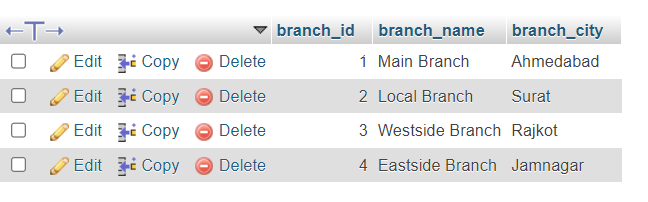 branch_id branch_name branch_city
Edit Copy Delete 1 Main Branch Ahmedabad
Edit Copy Delete 2 Local Branch Surat
Edit Copy Delete 3 Westside Branch Rajkot
Edit Copy Delete 4 Eastside Branch Jamnagar